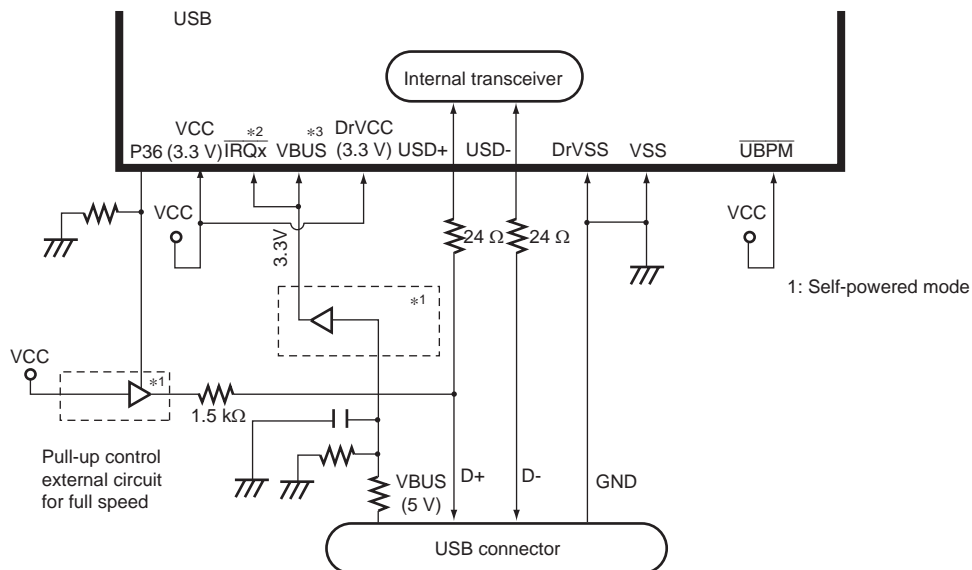 USB
Internal transceiver
P36
VCC
(3.3 V)
*2
IRQx
*3
VBUS
DrVCC
(3.3 V)
USD+
USD-
DrVSS
VSS
UBPM
VCC
3.3V
24 Ω
24 Ω
VCC
1: Self-powered mode
*1
VCC
*1
1.5 kΩ
Pull-up control
external circuit
for full speed
VBUS
(5 V)
D+
D-
GND
USB connector